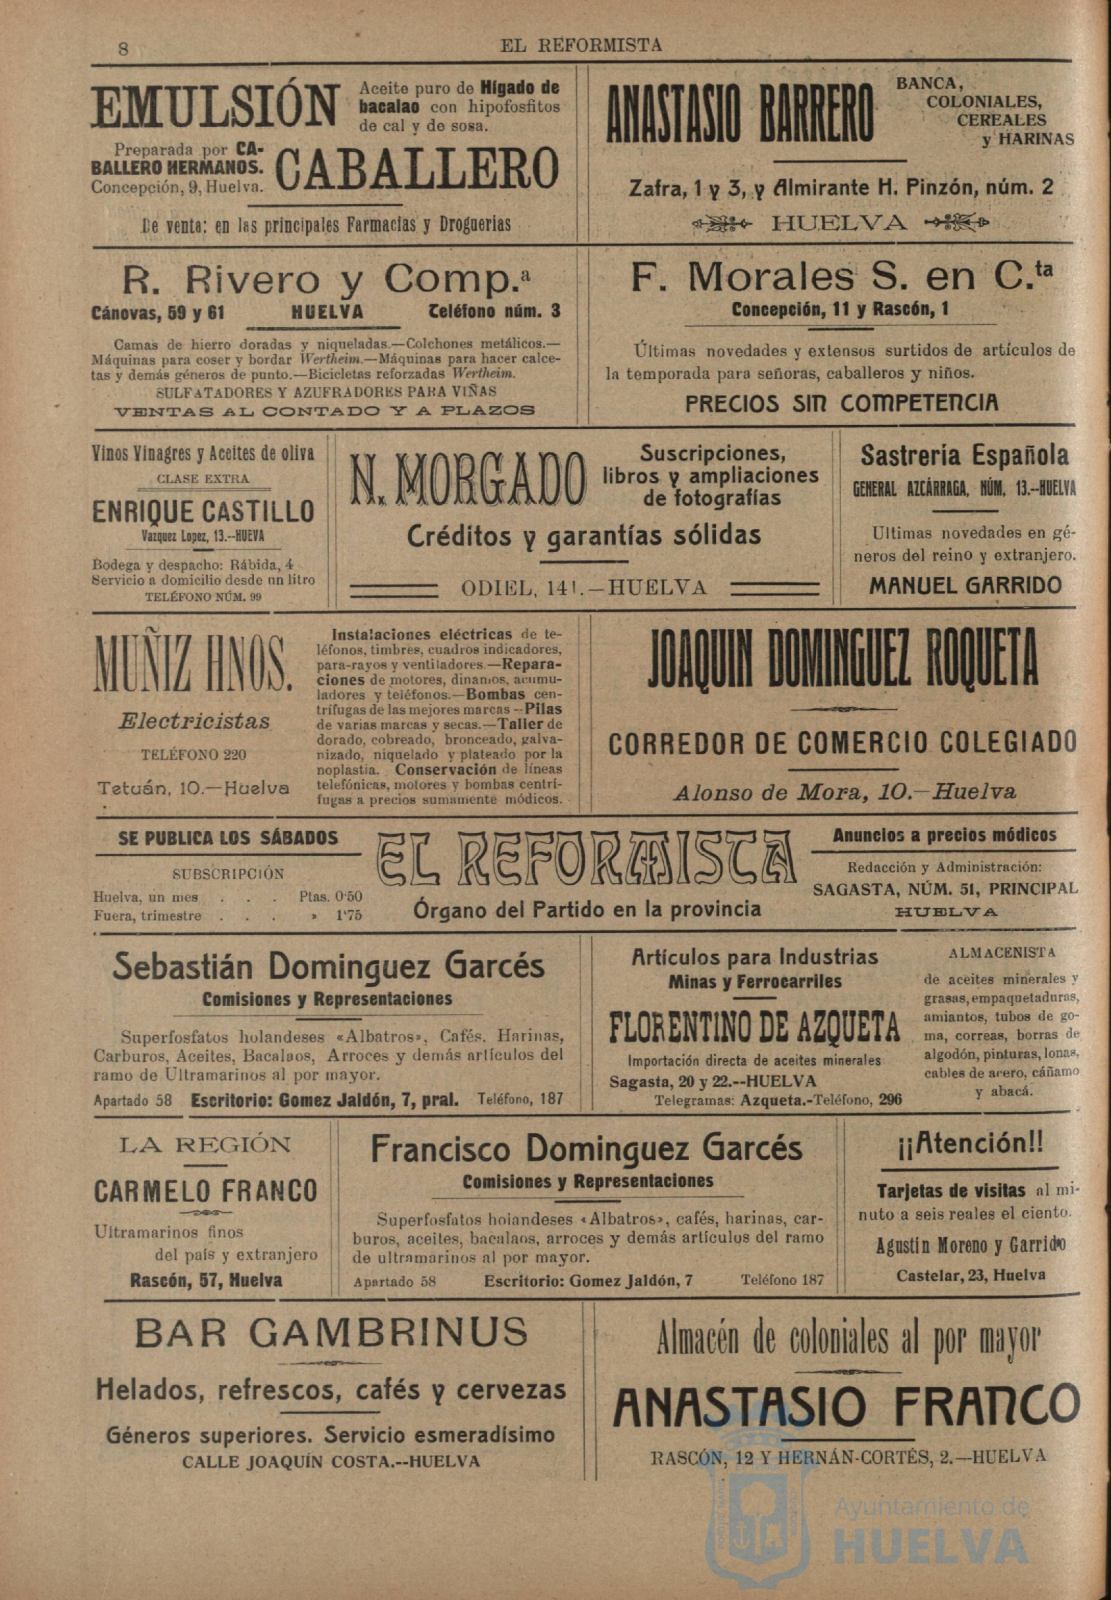 8
EL REFORMISTA
EMULSIÓN
Aceite puro de Hígado de
bacalao con hipofosfitos
de cal y de sosa.
Preparada por CA-
BALLERO HERMANOS.
Concepción, 9, Huelva.
CABALLERO
De venta: en las principales Farmacias y Droguerias
ANASTASIO BARRERO
BANCA,
COLONIALES,
CEREALES
y HARINAS
Zafra, 1 y 3, y Almirante H. Pinzón, núm. 2
HUELVA
R. Rivero y Comp.ª
Cánovas, 59 y 61 HUELVA Teléfono núm. 3
Camas de hierro doradas y niqueladas.—Colchones metálicos.—
Máquinas para coser y bordar Wertheim.—Máquinas para hacer calce-
tas y demás géneros de punto.—Bicicletas reforzadas Wertheim.
SULFATADORES Y AZUFRADORES PARA VIÑAS
VENTAS AL CONTADO Y A PLAZOS
F. Morales S. en C.ta
Concepción, 11 y Rascón, 1
Últimas novedades y extensos surtidos de artículos de
la temporada para señoras, caballeros y niños.
PRECIOS SIN COMPETENCIA
Vinos Vinagres y Aceites de oliva
CLASE EXTRA
ENRIQUE CASTILLO
Vazquez Lopez, 13.--HUEVA
Bodega y despacho: Rábida, 4
Servicio a domicilio desde un litro
TELÉFONO NÚM. 99
N. MORGADO
Suscripciones,
libros y ampliaciones
de fotografías
Créditos y garantías sólidas
ODIEL, 141.—HUELVA
Sastrería Española
GENERAL AZCÁRRAGA, NÚM, 13.--HUELVA
Ultimas novedades en gé-
neros del reino y extranjero.
MANUEL GARRIDO
MUÑIZ HNOS.
Electricistas
TELÉFONO 220
Tetuán, 10.—Huelva
Instalaciones eléctricas de te-
léfonos, timbres, cuadros indicadores,
para-rayos y ventiladores.—Repara-
ciones de motores, dinamos, acumu-
ladores y teléfonos.—Bombas cen-
trífugas de las mejores marcas—Pilas
de varias marcas y secas.—Taller de
dorado, cobreado, bronceado, galva-
nizado, niquelado y plateado por la
noplastia. Conservación de líneas
telefónicas, motores y bombas centrí-
fugas a precios sumamente módicos.
JOAQUIN DOMINGUEZ ROQUETA
CORREDOR DE COMERCIO COLEGIADO
Alonso de Mora, 10.—Huelva
SE PUBLICA LOS SÁBADOS
SUBSCRIPCIÓN
Huelva, un mes . . . Ptas. 0'50
Fuera, trimestre . . . » 1'75
EL REFORMISTA
Órgano del Partido en la provincia
Anuncios a precios módicos
Redacción y Administración:
SAGASTA, NÚM. 51, PRINCIPAL
HUELVA
Sebastián Dominguez Garcés
Comisiones y Representaciones
Superfosfatos holandeses «Albatros», Cafés, Harinas,
Carburos, Aceites, Bacalaos, Arroces y demás artículos del
ramo de Ultramarinos al por mayor.
Apartado 58 Escritorio: Gomez Jaldón, 7, pral. Teléfono, 187
Artículos para Industrias
Minas y Ferrocarriles
FLORENTINO DE AZQUETA
Importación directa de aceites minerales
Sagasta, 20 y 22.--HUELVA
Telegramas: Azqueta.-Teléfono, 296
ALMACENISTA
de aceites minerales y
grasas, empaquetaduras,
amiantos, tubos de go-
ma, correas, borras de
algodón, pinturas, lonas,
cables de acero, cáñamo
y abacá.
LA REGIÓN
CARMELO FRANCO
Ultramarinos finos
del país y extranjero
Rascón, 57, Huelva
Francisco Dominguez Garcés
Comisiones y Representaciones
Superfosfatos holandeses «Albatros», cafés, harinas, car-
buros, aceites, bacalaos, arroces y demás artículos del ramo
de ultramarinos al por mayor.
Apartado 58 Escritorio: Gomez Jaldón, 7 Teléfono 187
¡¡Atención!!
Tarjetas de visitas al mi-
nuto a seis reales el ciento.
Agustín Moreno y Garrido
Castelar, 23, Huelva
BAR GAMBRINUS
Helados, refrescos, cafés y cervezas
Géneros superiores. Servicio esmeradísimo
CALLE JOAQUÍN COSTA.--HUELVA
Almacén de coloniales al por mayor
ANASTASIO FRANCO
RASCÓN, 12 Y HERNÁN-CORTÉS, 2.—HUELVA
Ayuntamiento de
HUELVA